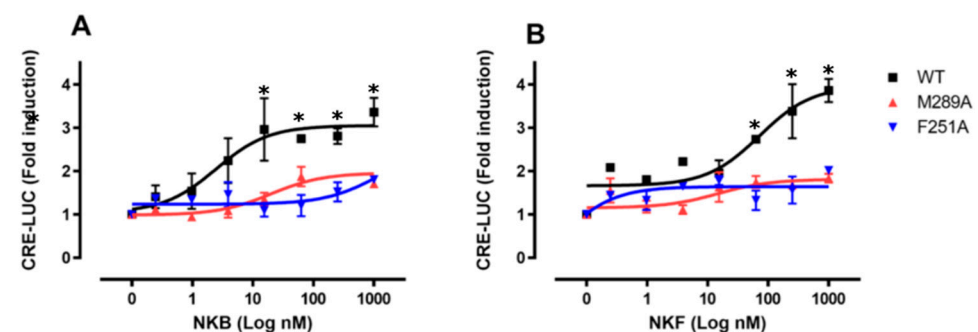 A
CRE-LUC (Fold induction)
*
4
3
2
1
0
* * * *
0 1 10 100 1000
NKB (Log nM)
B
CRE-LUC (Fold induction)
4
3
2
1
0
* * *
0 1 10 100 1000
NKF (Log nM)
WT
M289A
F251A